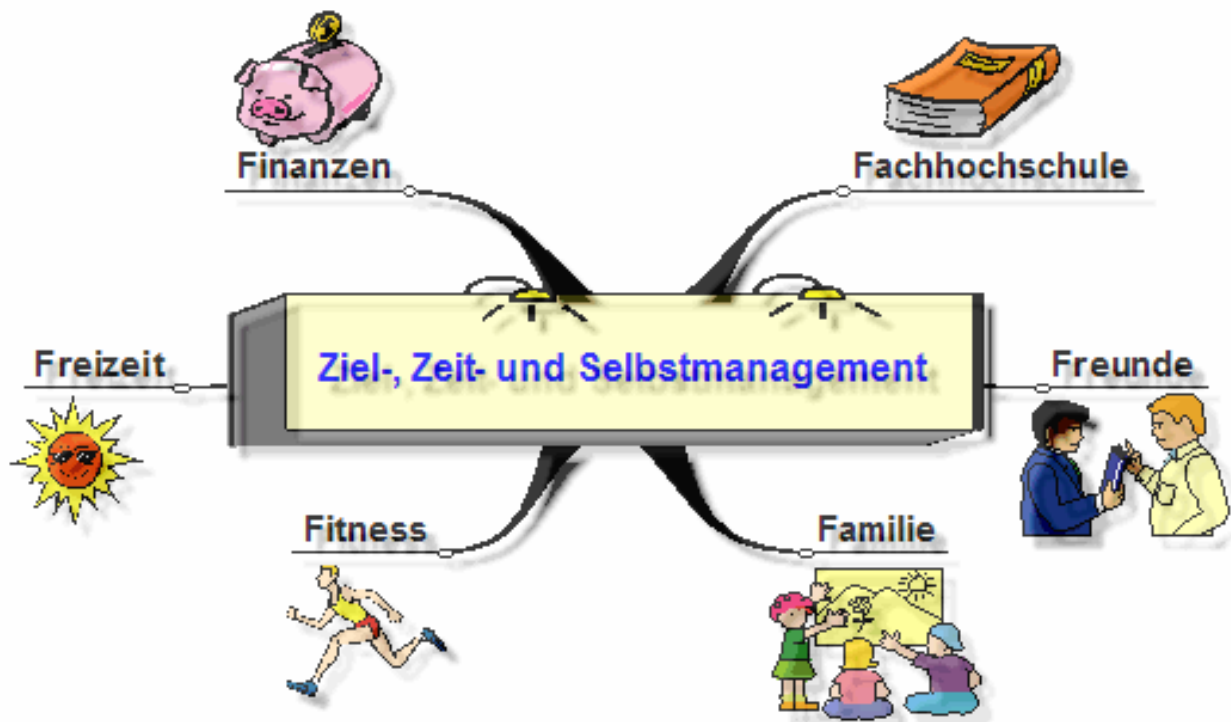 Finanzen
Fachhochschule
Ziel-, Zeit- und Selbstmanagement
Freizeit
Freunde
Fitness
Familie